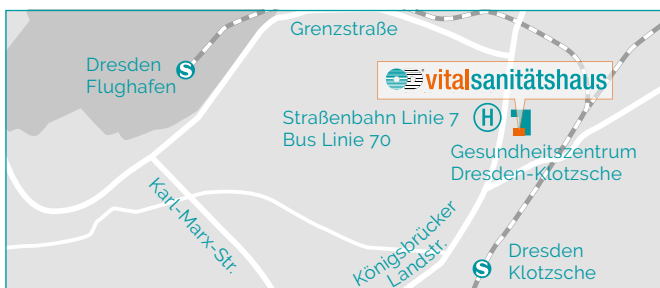 Grenzstraße
Dresden
Flughafen
S
vitalsanitätshaus
Straßenbahn Linie 7
Bus Linie 70
H
Gesundheitszentrum
Dresden-Klotzsche
Karl-Marx-Str.
Königsbrücker
Landstr.
S
Dresden
Klotzsche